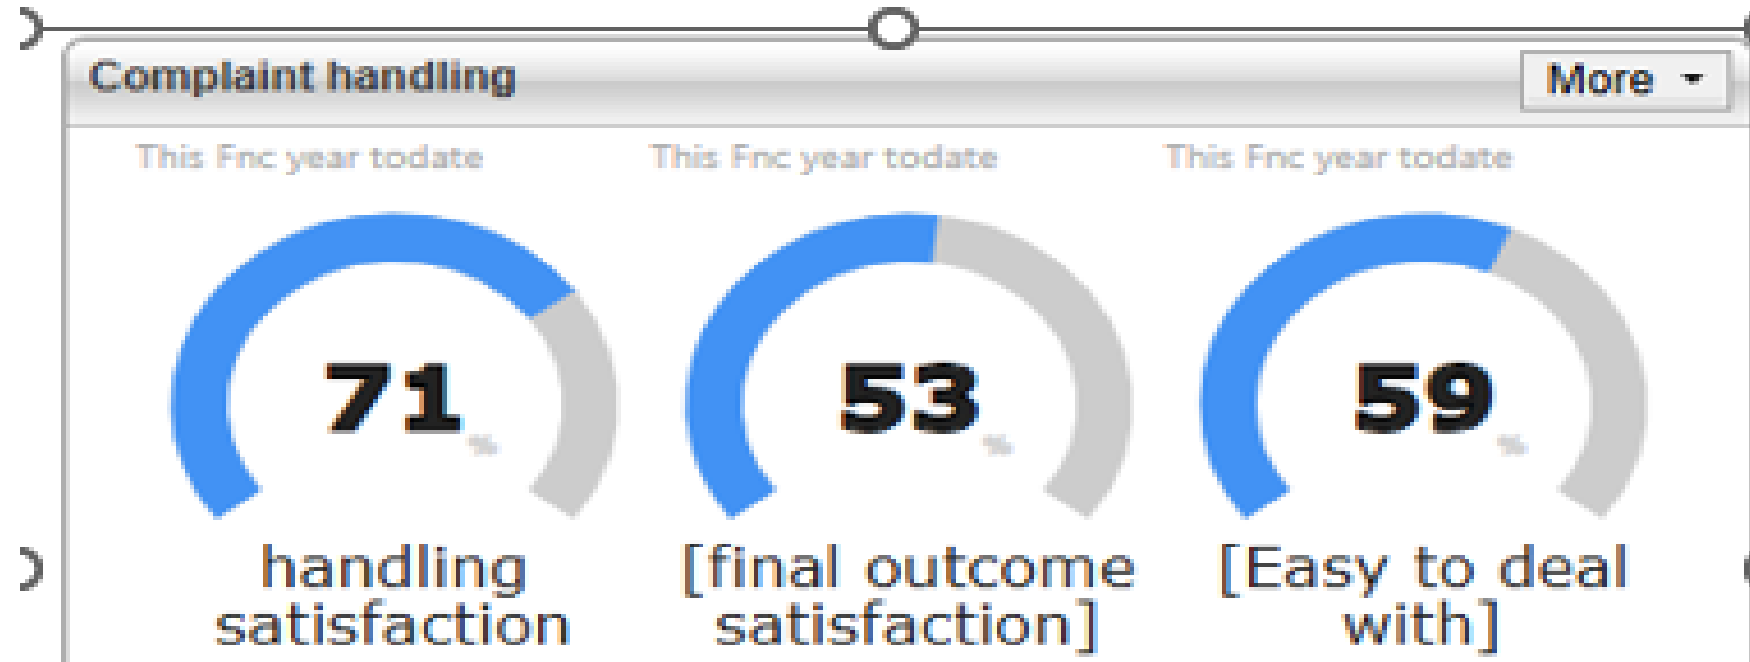 Complaint handling
More
This Fnc year todate This Fnc year todate This Fnc year todate
71 % 53 % 59 %
handling [final outcome [Easy to deal
satisfaction satisfaction] with]